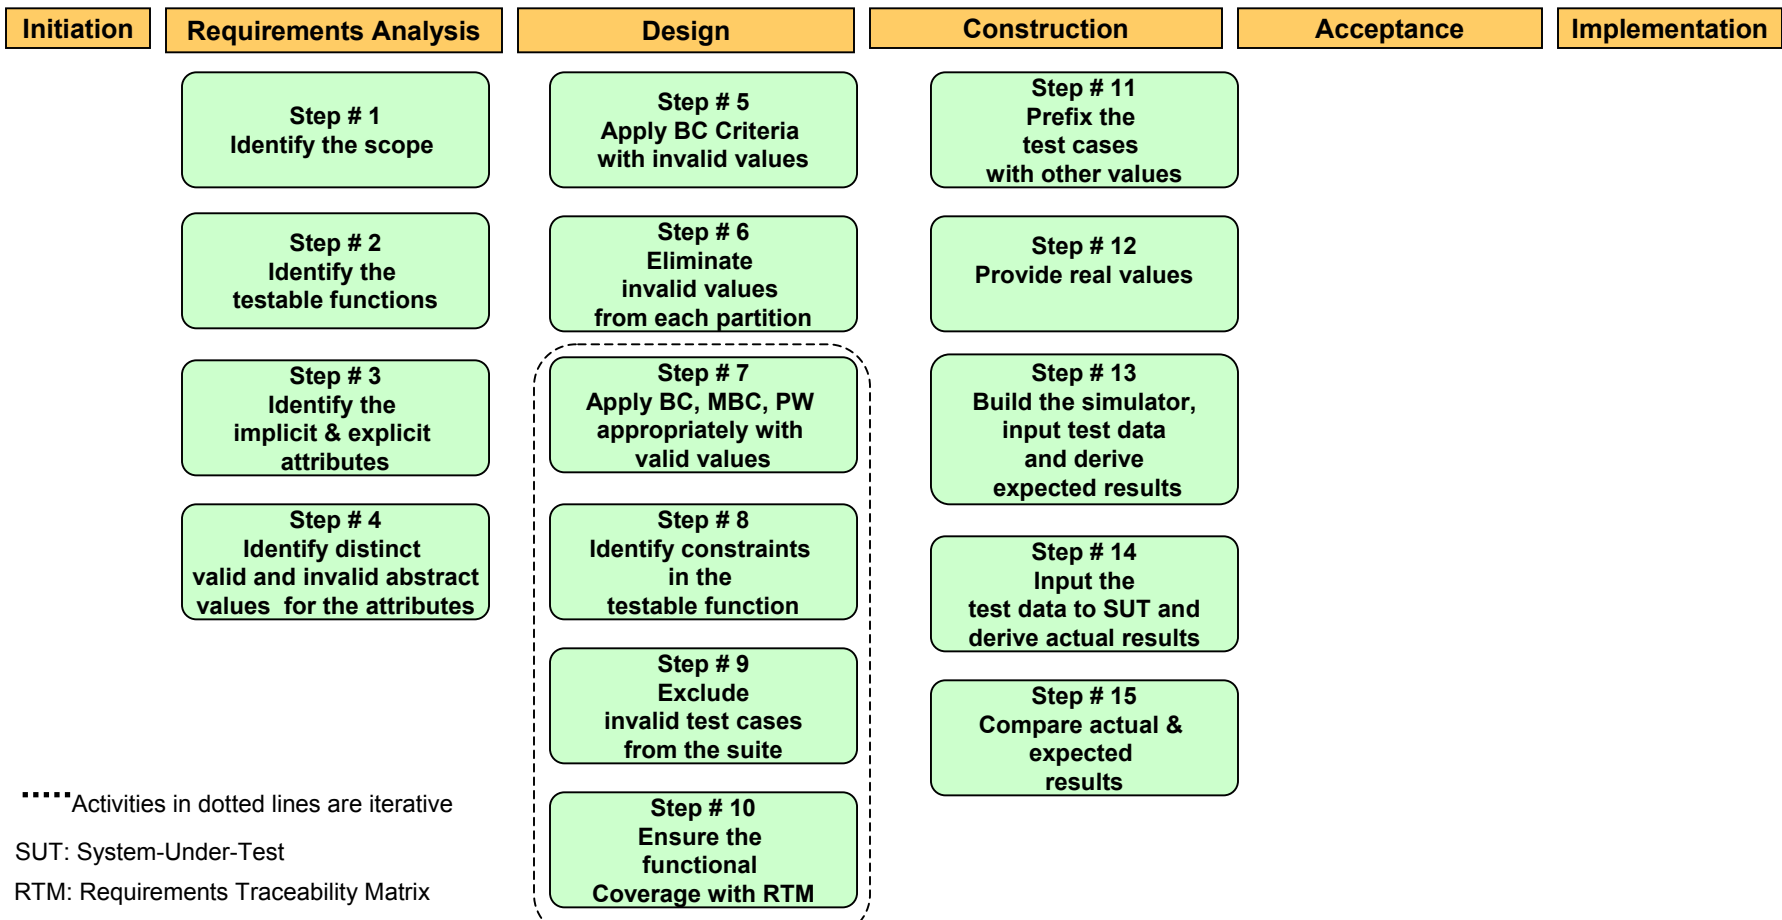 Initiation
Requirements Analysis
Design
Construction
Acceptance
Implementation
Step # 1
Identify the scope
Step # 2
Identify the
testable functions
Step # 3
Identify the
implicit & explicit
attributes
Step # 4
Identify distinct
valid and invalid abstract
values for the attributes
Step # 5
Apply BC Criteria
with invalid values
Step # 6
Eliminate
invalid values
from each partition
Step # 7
Apply BC, MBC, PW
appropriately with
valid values
Step # 8
Identify constraints
in the
testable function
Step # 9
Exclude
invalid test cases
from the suite
Step # 10
Ensure the
functional
Coverage with RTM
Step # 11
Prefix the
test cases
with other values
Step # 12
Provide real values
Step # 13
Build the simulator,
input test data
and derive
expected results
Step # 14
Input the
test data to SUT and
derive actual results
Step # 15
Compare actual &
expected
results
Activities in dotted lines are iterative
SUT: System-Under-Test
RTM: Requirements Traceability Matrix